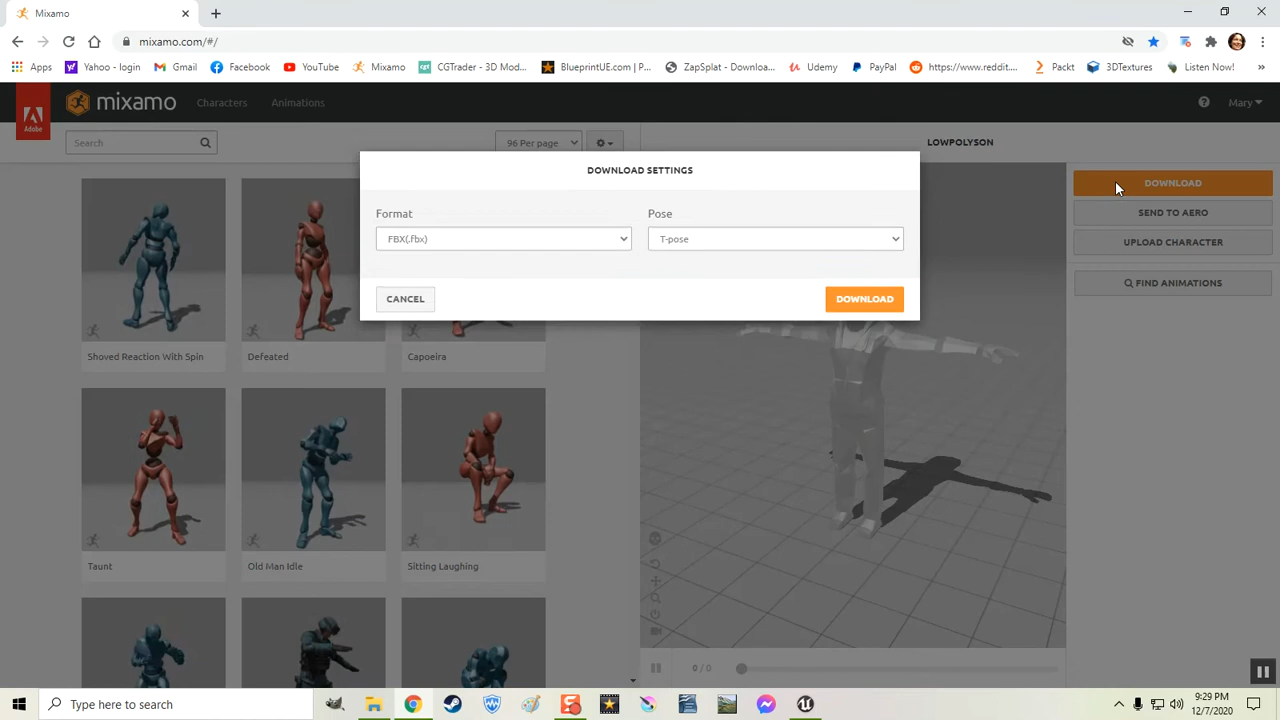 Mixamo
mixamo.com/#/
Apps
Yahoo - login
Gmail
Facebook
YouTube
Mixamo
CGTrader - 3D Mod...
BlueprintUE.com | P...
ZapSplat - Downloa...
Udemy
PayPal
https://www.reddit....
Packt
3DTextures
Listen Now!
»
Adobe
mixamo
Characters
Animations
Mary
Search
96 Per page
LOWPOLYSON
DOWNLOAD SETTINGS
Format
Pose
FBX(.fbx)
T-pose
CANCEL
DOWNLOAD
DOWNLOAD
SEND TO AERO
UPLOAD CHARACTER
FIND ANIMATIONS
Shoved Reaction With Spin
Defeated
Capoeira
Taunt
Old Man Idle
Sitting Laughing
0 / 0
Type here to search
9:29 PM
12/7/2020